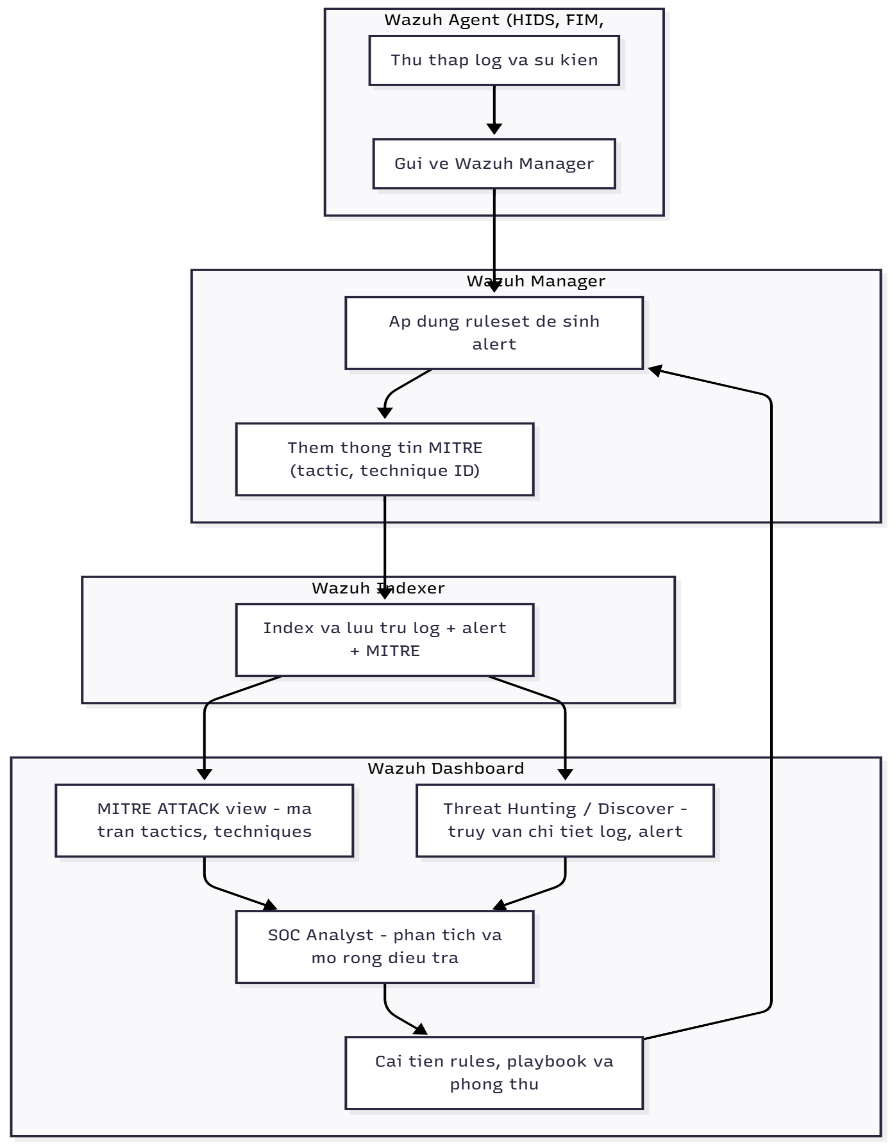 Wazuh Agent (HIDS, FIM,
Thu thap log va su kien
Gui ve Wazuh Manager
Wazuh Manager
Ap dung ruleset de sinh
alert
Them thong tin MITRE
(tactic, technique ID)
Wazuh Indexer
Index va luu tru log + alert
+ MITRE
Wazuh Dashboard
MITRE ATTACK view - ma
tran tactics, techniques
Threat Hunting / Discover -
truy van chi tiet log, alert
SOC Analyst - phan tich va
mo rong dieu tra
Cai tien rules, playbook va
phong thu